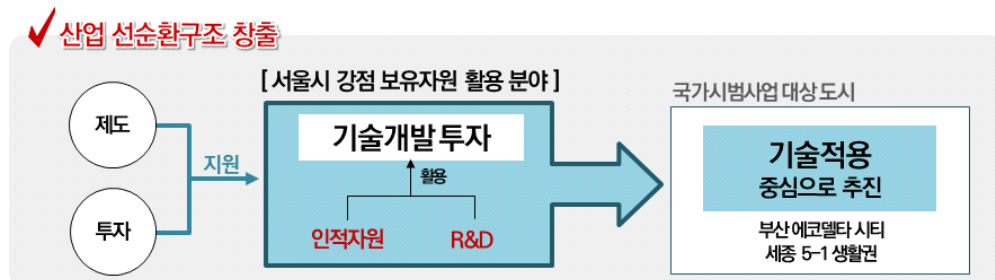 산업 선순환구조 창출
[ 서울시 강점 보유자원 활용 분야 ]
국가시범사업 대상 도시
제도
투자
지원
기술개발 투자
활용
인적자원
R&D
기술적용
중심으로 추진
부산 에코델타 시티
세종 5-1 생활권